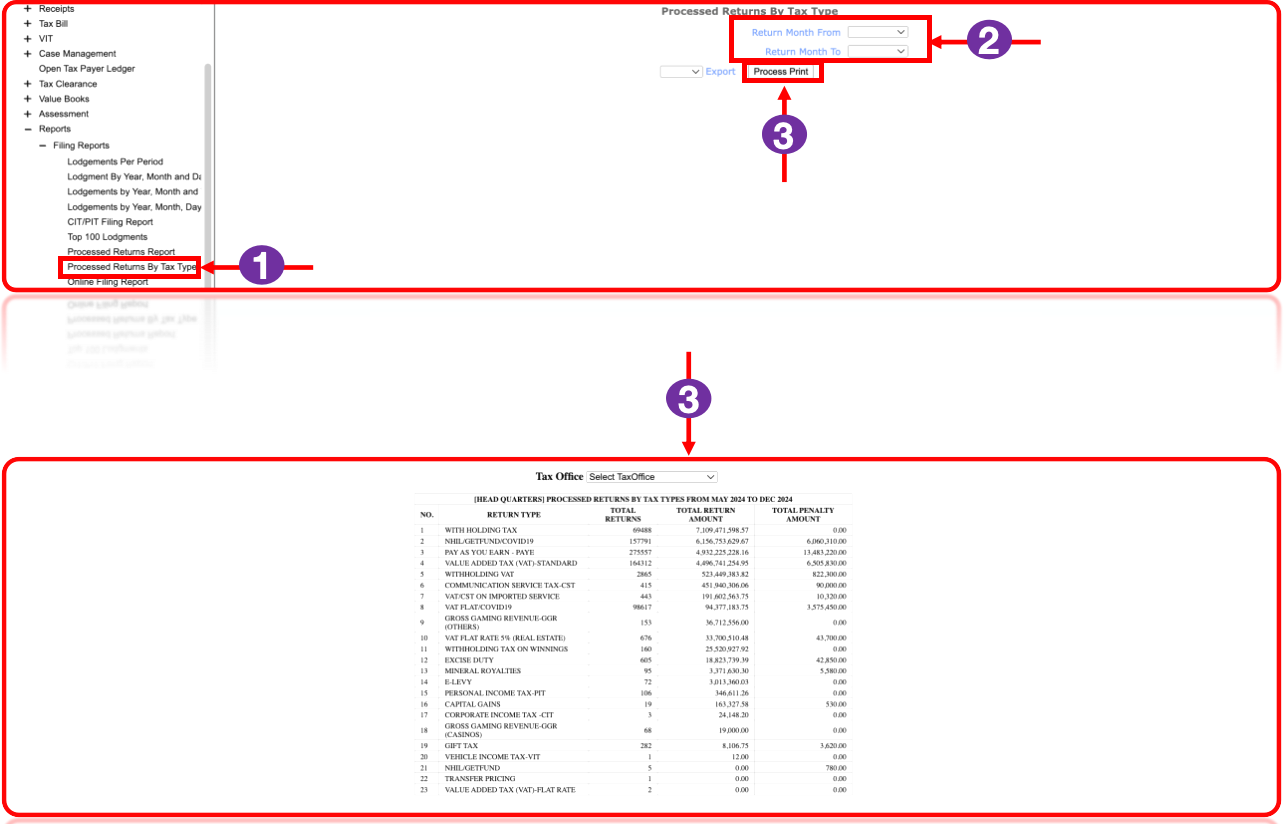 + Receipts
+ Tax Bill
+ VIT
+ Case Management
Open Tax Payer Ledger
+ Tax Clearance
+ Value Books
+ Assessment
− Reports
− Filing Reports
Lodgements Per Period
Lodgment By Year, Month and Da
Lodgements by Year, Month and
Lodgements by Year, Month, Day
CIT/PIT Filing Report
Top 100 Lodgments
Processed Returns Report
Processed Returns By Tax Type
Online Filing Report
1
Processed Returns By Tax Type
Return Month From
Return Month To
2
Export Process Print
3
3
Tax Office Select TaxOffice
[HEAD QUARTERS] PROCESSED RETURNS BY TAX TYPES FROM MAY 2024 TO DEC 2024
NO. RETURN TYPE TOTAL RETURNS TOTAL RETURN AMOUNT TOTAL PENALTY AMOUNT
1 WITH HOLDING TAX 69488 7,109,471,598.57 0.00
2 NHIL/GETFUND/COVID19 157791 6,156,753,629.67 6,060,310.00
3 PAY AS YOU EARN - PAYE 275557 4,932,225,228.16 13,483,220.00
4 VALUE ADDED TAX (VAT)-STANDARD 164312 4,496,741,254.95 6,505,830.00
5 WITHHOLDING VAT 2865 523,449,383.82 822,300.00
6 COMMUNICATION SERVICE TAX-CST 415 451,940,306.06 90,000.00
7 VAT/CST ON IMPORTED SERVICE 443 191,602,563.75 10,320.00
8 VAT FLAT/COVID19 98617 94,377,183.75 3,575,450.00
9 GROSS GAMING REVENUE-GGR (OTHERS) 153 36,712,556.00 0.00
10 VAT FLAT RATE 5% (REAL ESTATE) 676 33,700,510.48 43,700.00
11 WITHHOLDING TAX ON WINNINGS 160 25,520,927.92 0.00
12 EXCISE DUTY 605 18,823,739.39 42,850.00
13 MINERAL ROYALTIES 95 3,371,630.30 5,580.00
14 E-LEVY 72 3,013,360.03 0.00
15 PERSONAL INCOME TAX-PIT 106 346,611.26 0.00
16 CAPITAL GAINS 19 163,327.58 530.00
17 CORPORATE INCOME TAX -CIT 3 24,148.20 0.00
18 GROSS GAMING REVENUE-GGR (CASINOS) 68 19,000.00 0.00
19 GIFT TAX 282 8,106.75 3,620.00
20 VEHICLE INCOME TAX-VIT 1 12.00 0.00
21 NHIL/GETFUND 5 0.00 780.00
22 TRANSFER PRICING 1 0.00 0.00
23 VALUE ADDED TAX (VAT)-FLAT RATE 2 0.00 0.00